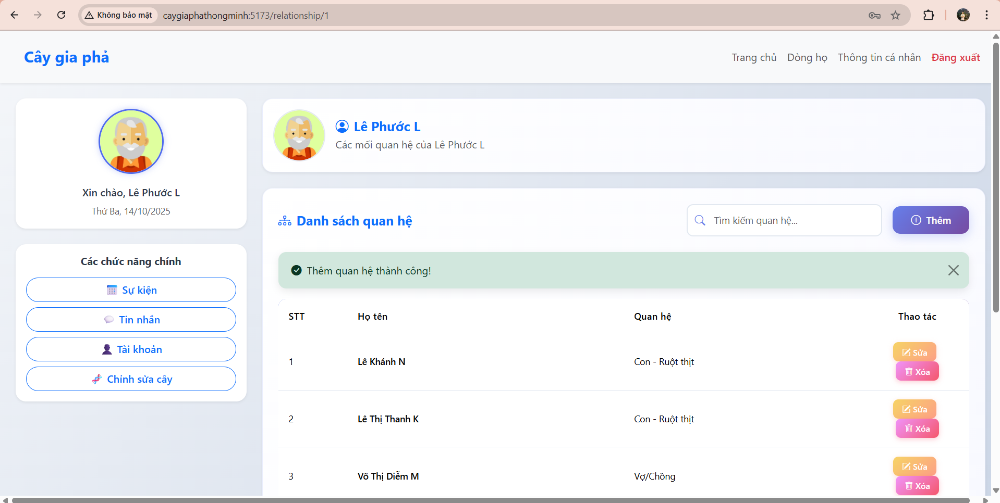 Không bảo mật
caygiaphathongminh:5173/relationship/1
Cây gia phả
Trang chủ Dòng họ Thông tin cá nhân Đăng xuất
Xin chào, Lê Phước L
Thứ Ba, 14/10/2025
Các chức năng chính
Sự kiện
Tin nhắn
Tài khoản
Chỉnh sửa cây
Lê Phước L
Các mối quan hệ của Lê Phước L
Danh sách quan hệ
Tìm kiếm quan hệ...
Thêm
Thêm quan hệ thành công!
STT Họ tên Quan hệ Thao tác
1 Lê Khánh N Con - Ruột thịt
Sửa
Xóa
2 Lê Thị Thanh K Con - Ruột thịt
Sửa
Xóa
3 Võ Thị Diễm M Vợ/Chồng
Sửa
Xóa